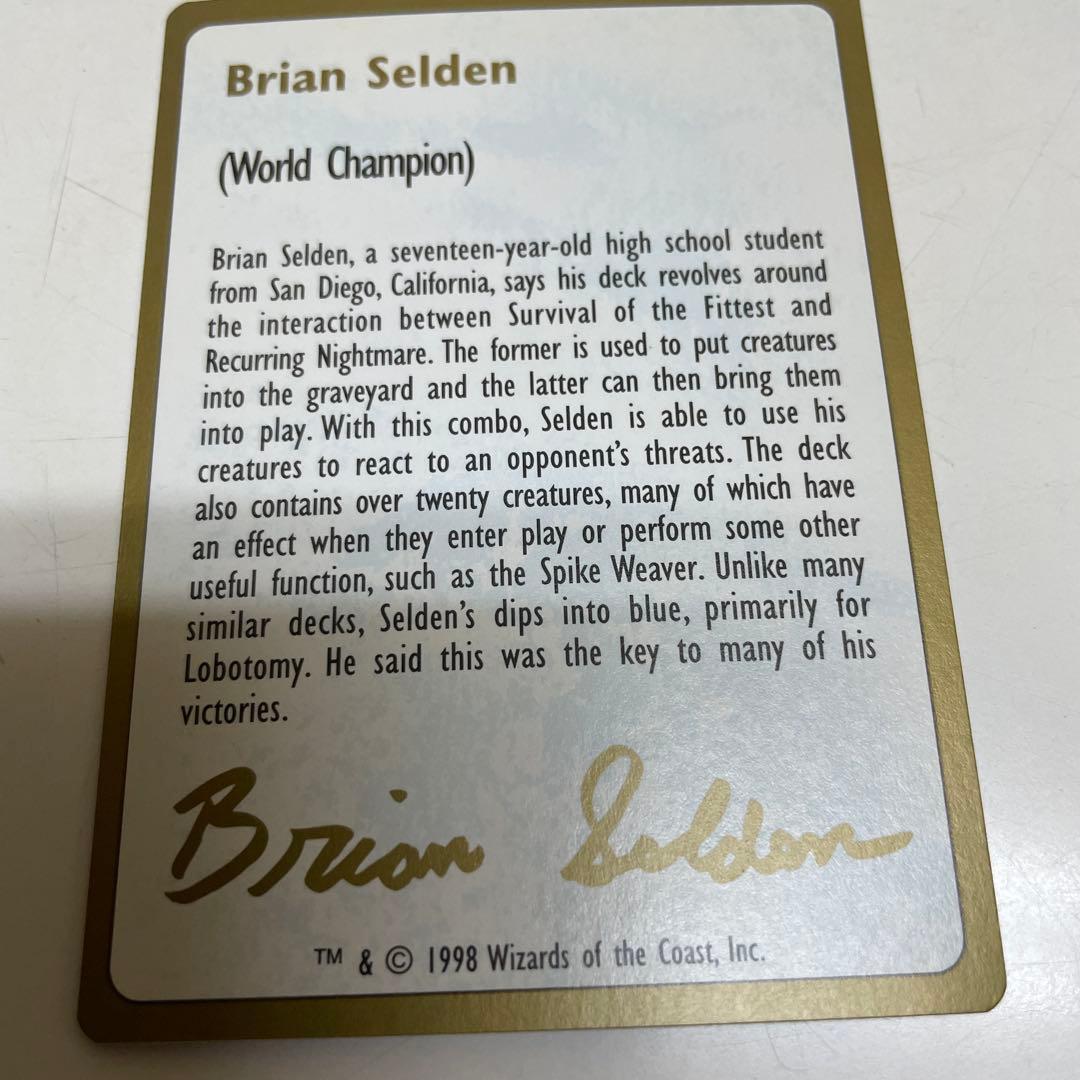 Brian Selden
(World Champion)
Brian Selden, a seventeen-year-old high school student
from San Diego, California, says his deck revolves around
the interaction between Survival of the Fittest and
Recurring Nightmare. The former is used to put creatures
into the graveyard and the latter can then bring them
into play. With this combo, Selden is able to use his
creatures to react to an opponent's threats. The deck
also contains over twenty creatures, many of which have
an effect when they enter play or perform some other
useful function, such as the Spike Weaver. Unlike many
similar decks, Selden's dips into blue, primarily for
Lobotomy. He said this was the key to many of his
victories.
Brian Selden
™ & © 1998 Wizards of the Coast, Inc.